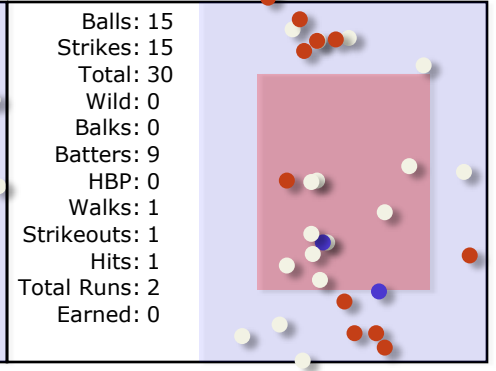 Balls: 15
Strikes: 15
Total: 30
Wild: 0
Balks: 0
Batters: 9
HBP: 0
Walks: 1
Strikeouts: 1
Hits: 1
Total Runs: 2
Earned: 0